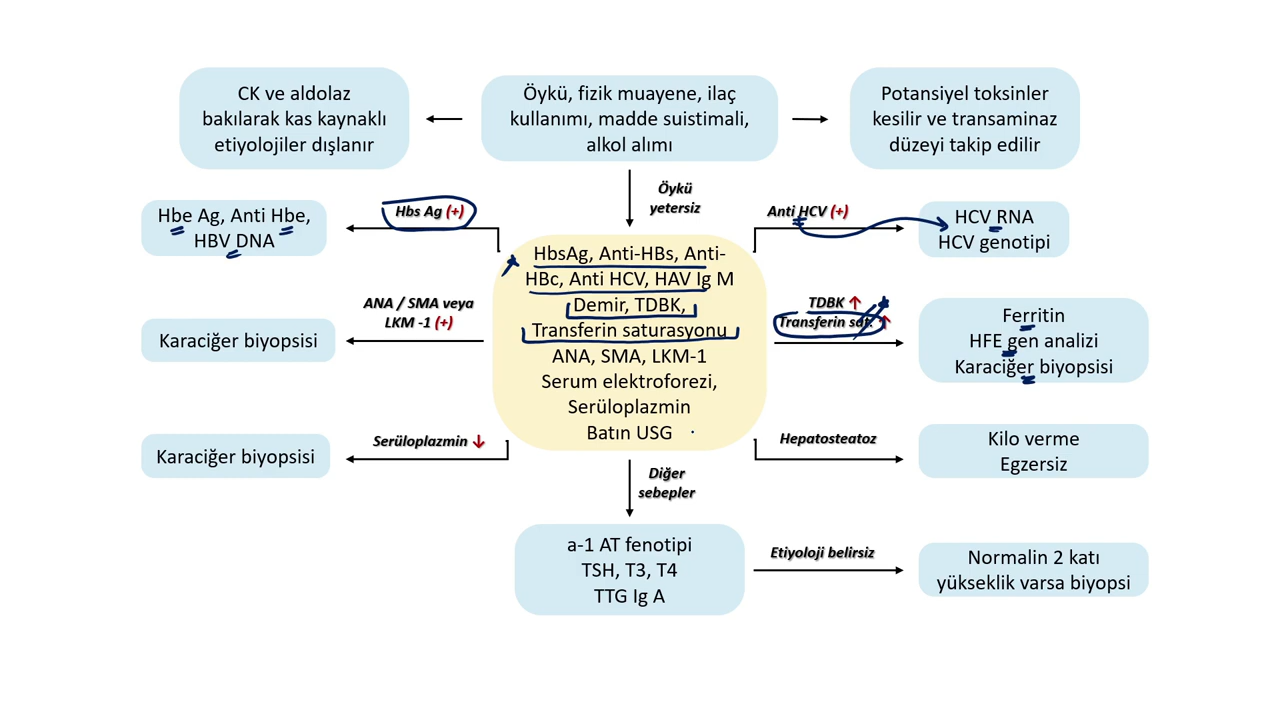 CK ve aldolaz
bakılarak kas kaynaklı
etiyolojiler dışlanır
Öykü, fizik muayene, ilaç
kullanımı, madde suistimali,
alkol alımı
Potansiyel toksinler
kesilir ve transaminaz
düzeyi takip edilir
Öykü
yetersiz
Hbe Ag, Anti Hbe,
HBV DNA
Hbs Ag (+)
Anti HCV (+)
HCV RNA
HCV genotipi
HbsAg, Anti-HBs, Anti-
HBc, Anti HCV, HAV Ig M
Demir, TDBK,
Transferin saturasyonu
ANA, SMA, LKM-1
Serum elektroforezi,
Serüloplazmin
Batın USG
ANA / SMA veya
LKM -1 (+)
Karaciğer biyopsisi
TDBK ↑
Transferin sat. ↑
Ferritin
HFE gen analizi
Karaciğer biyopsisi
Serüloplazmin ↓
Karaciğer biyopsisi
Hepatosteatoz
Kilo verme
Egzersiz
Diğer
sebepler
a-1 AT fenotipi
TSH, T3, T4
TTG Ig A
Etiyoloji belirsiz
Normalin 2 katı
yükseklik varsa biyopsi